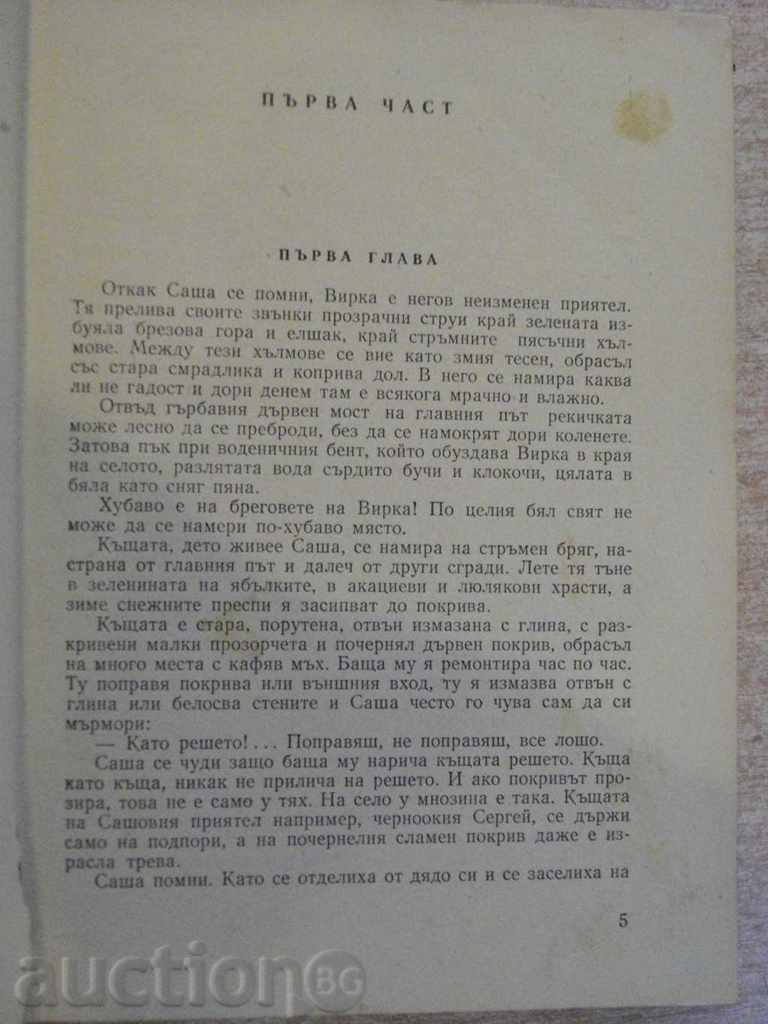 ПЪРВА ЧАСТ
ПЪРВА ГЛАВА
Откак Саша се помни, Вирка е негов неизменен приятел.
Тя прелива своите звънки прозрачни струи край зелената из-
буяла брезова гора и елшак, край стръмните пясъчни хъл-
мове. Между тези хълмове се вие като змия тесен, обрасъл
със стара смрадлика и коприва дол. В него се намира каква
ли не гадост и дори денем там е всякога мрачно и влажно.
Отвъд гърбавия дървен мост на главния път рекичката
може лесно да се преброди, без да се намокрят дори коленете.
Затова пък при воденичния бент, който обуздава Вирка в края
на селото, разлятата вода сърдито бучи и клокочи, цялата в
бяла като сняг пяна.
Хубаво е на бреговете на Вирка! По целия бял свят не
може да се намери по-хубаво място.
Къщата, дето живее Саша, се намира на стръмен бряг, на-
страна от главния път и далеч от други сгради. Лете тя тъне
в зеленината на ябълките, в акациеви и люлякови храсти, а
зиме снежните преспи я засипват до покрива.
Къщата е стара, порутена, отвън измазана с глина, с раз-
кривени малки прозорчета и почернял дървен покрив, обрасъл
на много места с кафяв мъх. Баща му я ремонтира час по час.
Ту поправя покрива или външния вход, ту я измазва отвън с
глина или белосва стените и Саша често го чува сам да си
мърмори:
— Като решето!... Поправяш, не поправяш, все лошо.
Саша се чуди защо баща му нарича къщата решето. Къща
като къща, никак не прилича на решето. И ако покривът про-
зира, това не е само у тях. На село у мнозина е така. Къщата
на Сашовия приятел например, черноокия Сергей, се държи
само на подпори, а на почернелия сламен покрив даже е из-
расла трева.
Саша помни. Като се отделиха от дядо си и се заселиха на
5
auctionBG